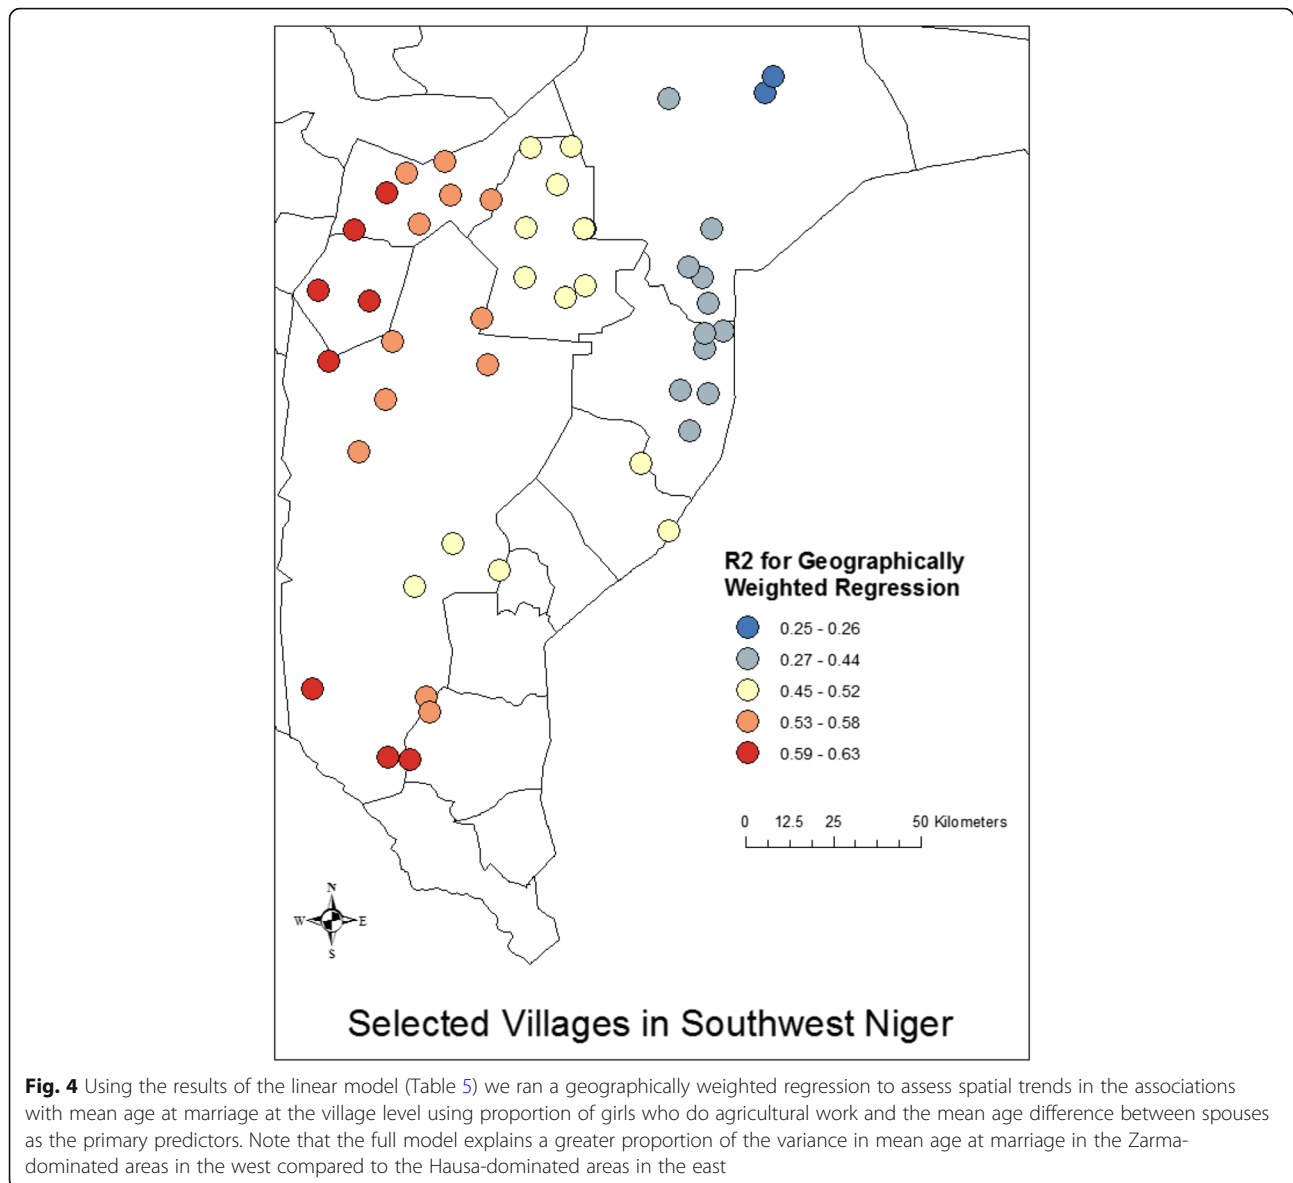 R2 for Geographically
Weighted Regression
0.25 - 0.26
0.27 - 0.44
0.45 - 0.52
0.53 - 0.58
0.59 - 0.63
0 12.5 25 50 Kilometers
N
W E
S
Selected Villages in Southwest Niger
Fig. 4 Using the results of the linear model (Table 5) we ran a geographically weighted regression to assess spatial trends in the associations
with mean age at marriage at the village level using proportion of girls who do agricultural work and the mean age difference between spouses
as the primary predictors. Note that the full model explains a greater proportion of the variance in mean age at marriage in the Zarma-
dominated areas in the west compared to the Hausa-dominated areas in the east